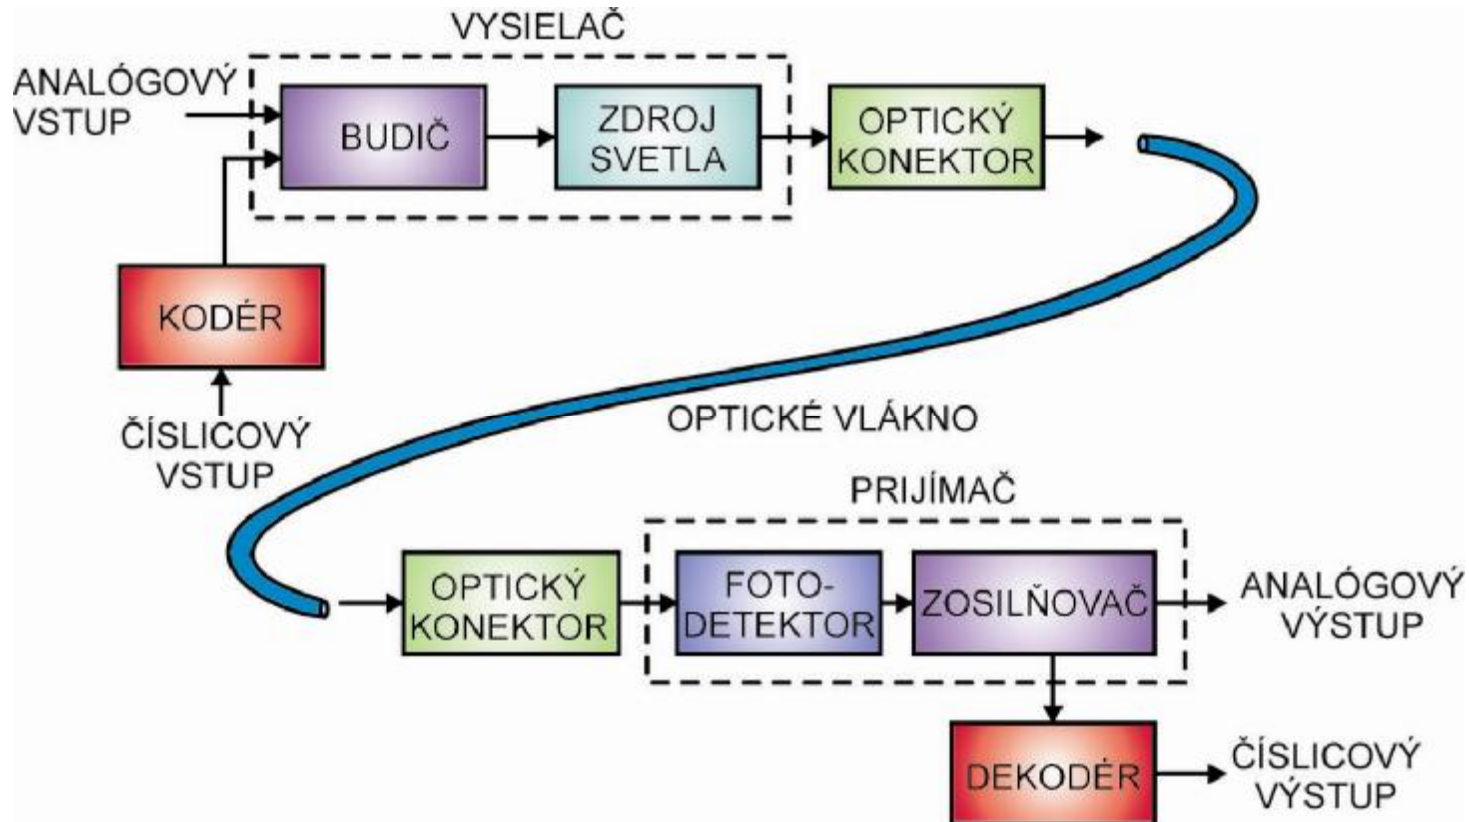 VYSIELAČ
ANALÓGOVÝ
VSTUP
BUDIČ
ZDROJ
SVETLA
OPTICKÝ
KONEKTOR
KODÉR
ČÍSLICOVÝ
VSTUP
OPTICKÉ VLÁKNO
PRIJÍMAČ
OPTICKÝ
KONEKTOR
FOTO-
DETEKTOR
ZOSILŇOVAČ
ANALÓGOVÝ
VÝSTUP
DEKODÉR
ČÍSLICOVÝ
VÝSTUP